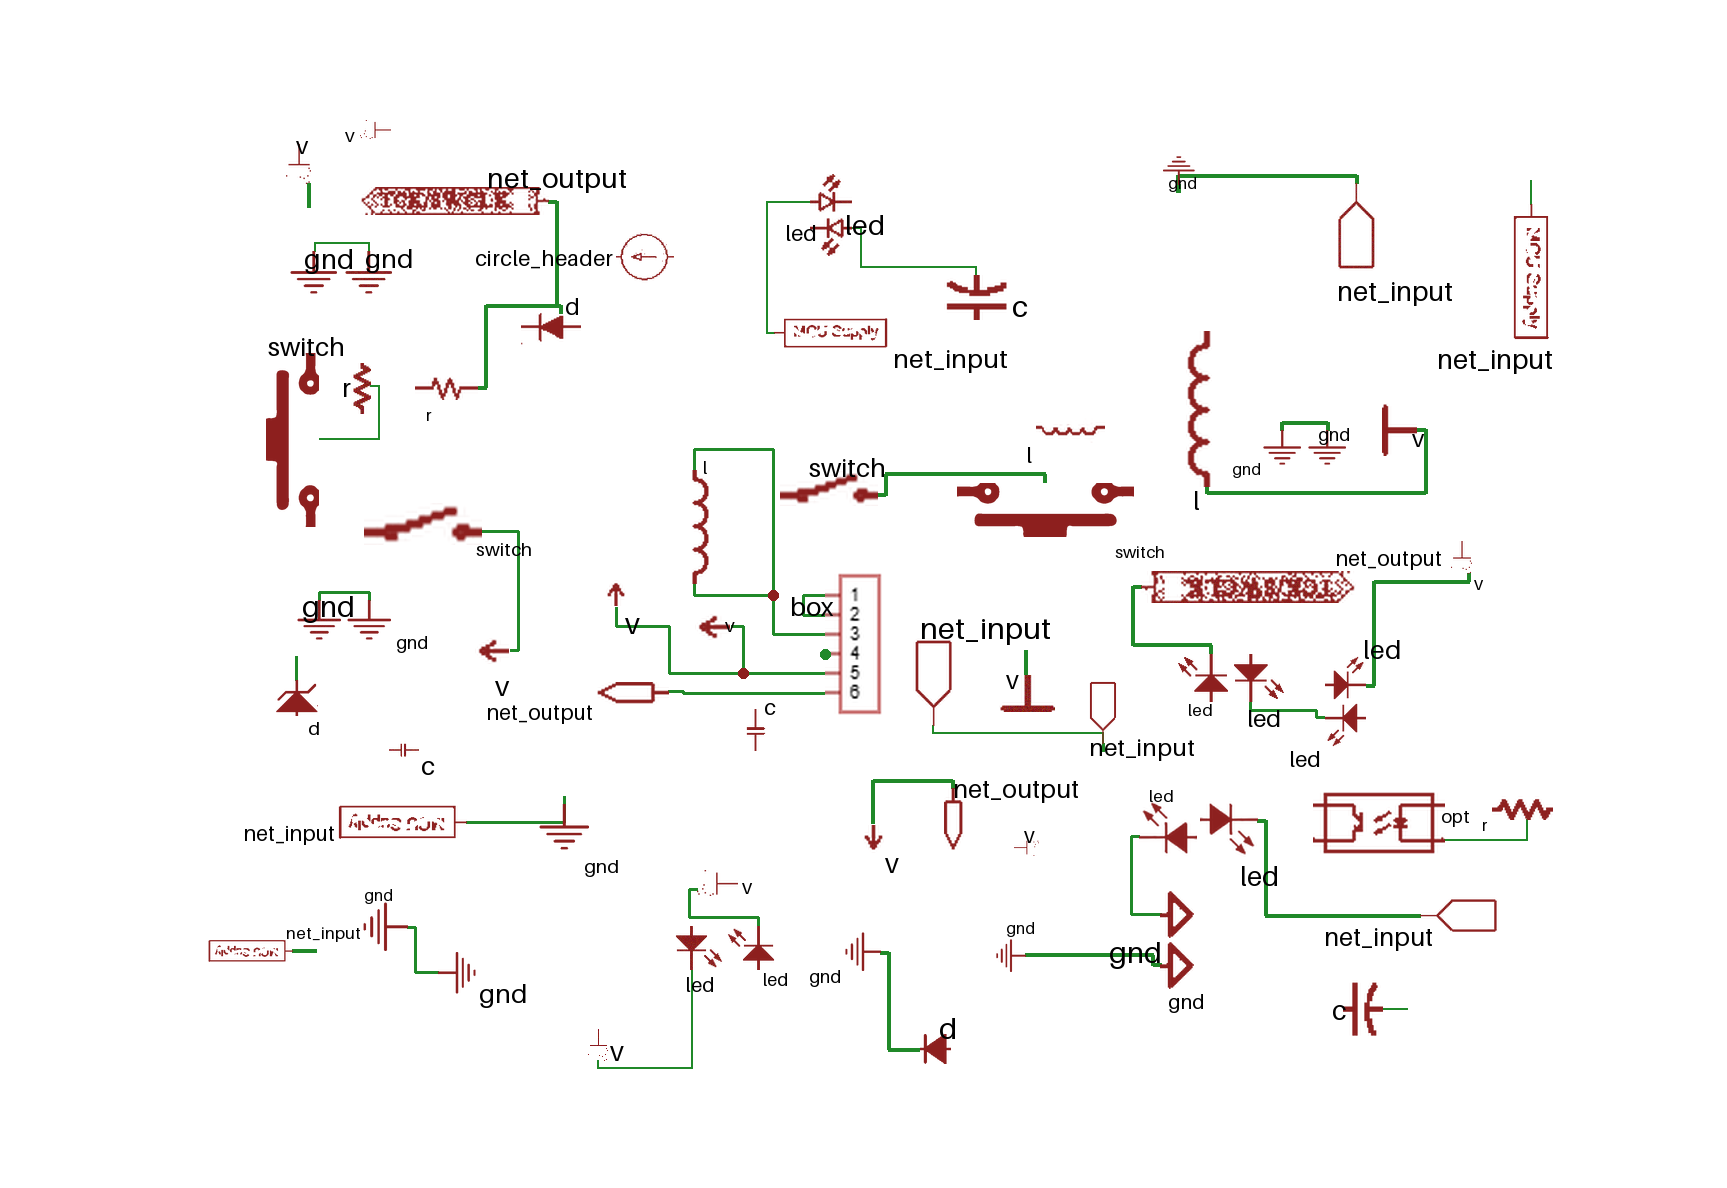 v
v
net_output
gnd gnd
circle_header
d
led
led
MCU Supply
net_input
c
gnd
net_input
net_input
switch
r
r
l
switch
l
gnd
gnd
v
l
switch
switch
net_output
v
gnd
gnd
v
v
v
box
1
2
3
4
5
6
net_output
c
net_input
v
net_input
led
led
led
led
d
c
net_input
gnd
net_output
v
v
led
led
opt
r
gnd
net_input
gnd
v
led
led
v
gnd
d
gnd
gnd
gnd
net_input
c